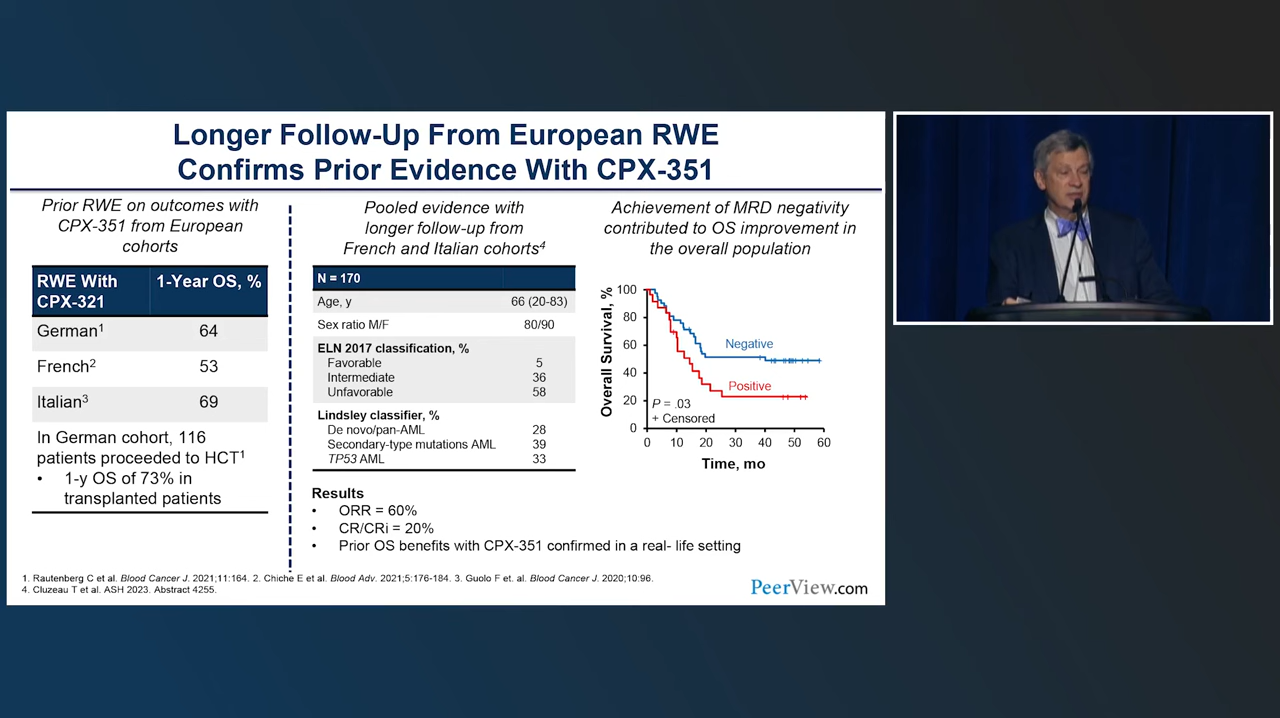 Longer Follow-Up From European RWE
Confirms Prior Evidence With CPX-351
Prior RWE on outcomes with
CPX-351 from European
cohorts
RWE With CPX-321 1-Year OS, %
German¹ 64
French² 53
Italian³ 69
In German cohort, 116
patients proceeded to HCT¹
• 1-y OS of 73% in
transplanted patients
Pooled evidence with
longer follow-up from
French and Italian cohorts⁴
N = 170
Age, y 66 (20-83)
Sex ratio M/F 80/90
ELN 2017 classification, %
Favorable 5
Intermediate 36
Unfavorable 58
Lindsley classifier, %
De novo/pan-AML 28
Secondary-type mutations AML 39
TP53 AML 33
Achievement of MRD negativity
contributed to OS improvement in
the overall population
Overall Survival, %
100
80
60
40
20
0
Negative
Positive
P = .03
+ Censored
0 10 20 30 40 50 60
Time, mo
Results
• ORR = 60%
• CR/CRi = 20%
• Prior OS benefits with CPX-351 confirmed in a real- life setting
1. Rautenberg C et al. Blood Cancer J. 2021;11:164. 2. Chiche E et al. Blood Adv. 2021;5:176-184. 3. Guolo F et. al. Blood Cancer J. 2020;10:96.
4. Cluzeau T et al. ASH 2023. Abstract 4255.
PeerView.com